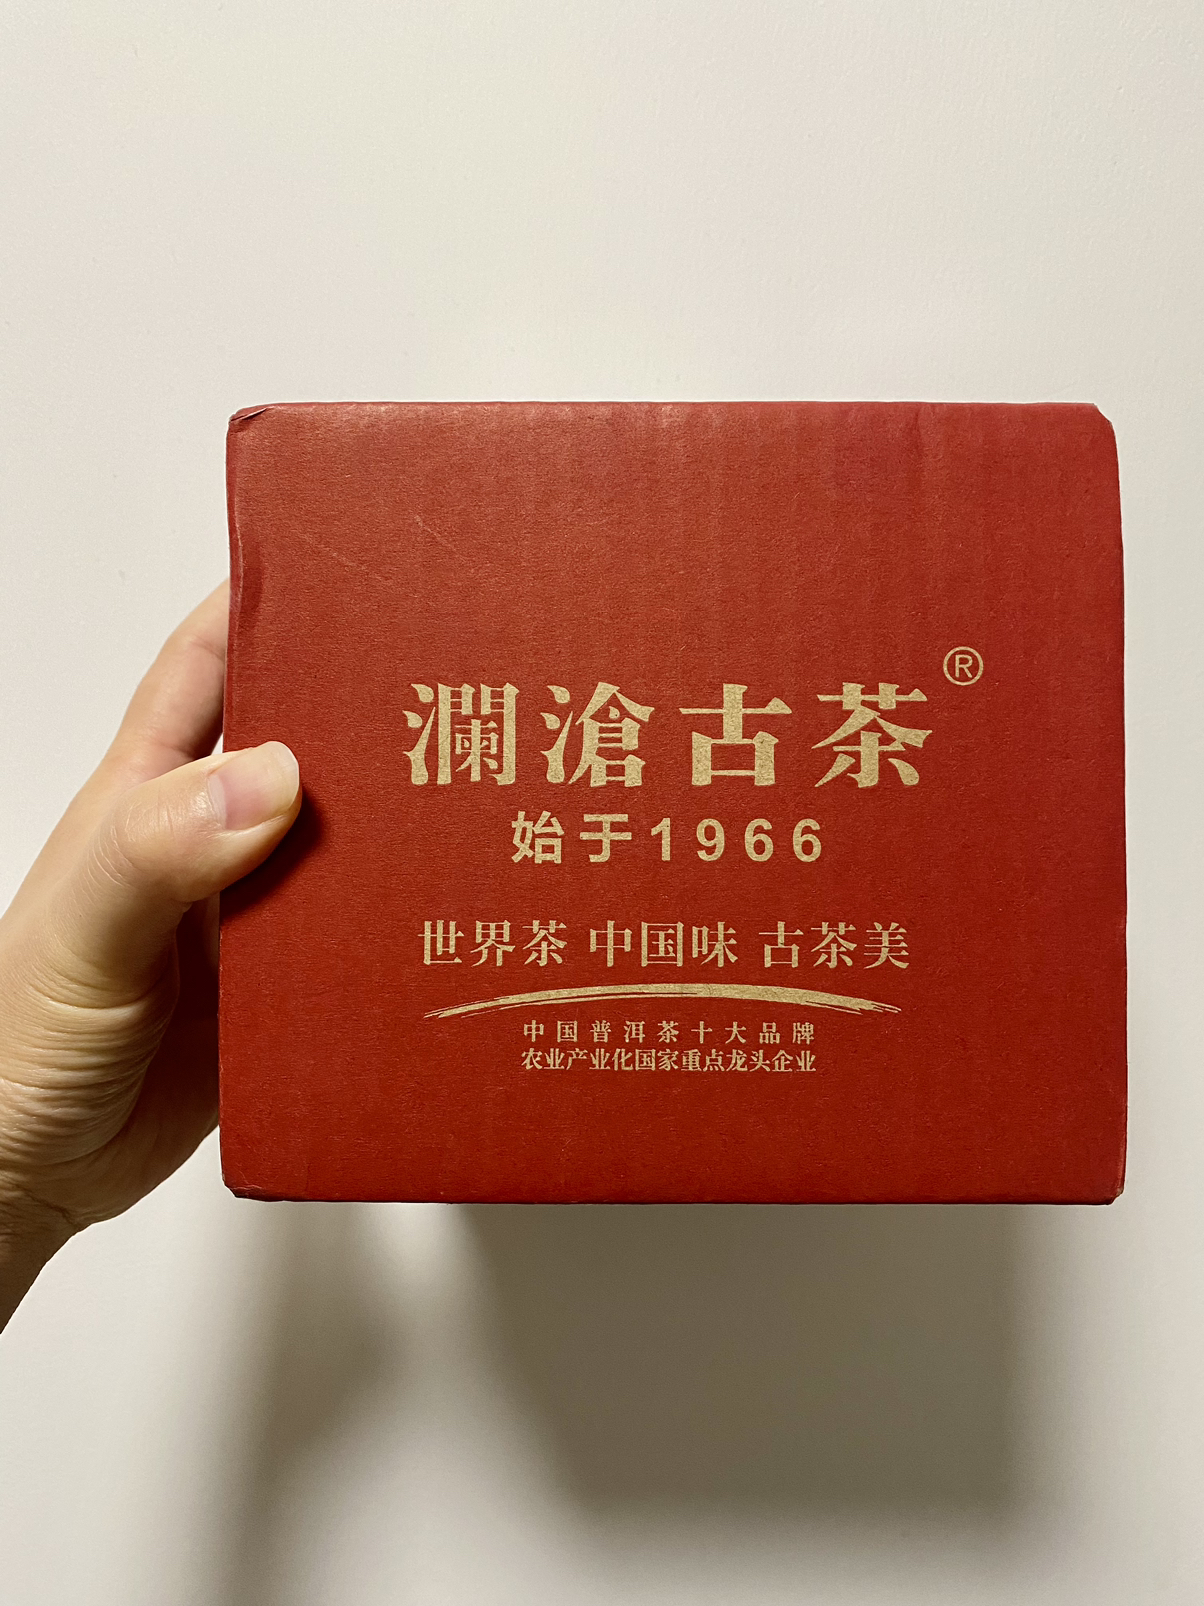 瀾滄古茶®
始于1966
世界茶 中国味 古茶美
中国普洱茶十大品牌
农业产业化国家重点龙头企业